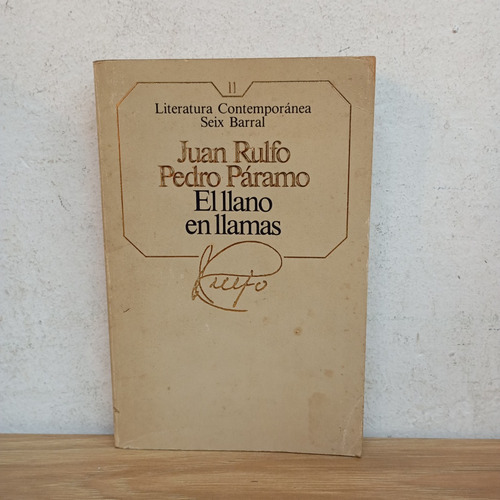 11
Literatura Contemporánea
Seix Barral
Juan Rulfo
Pedro Páramo
El llano
en llamas
Rulfo